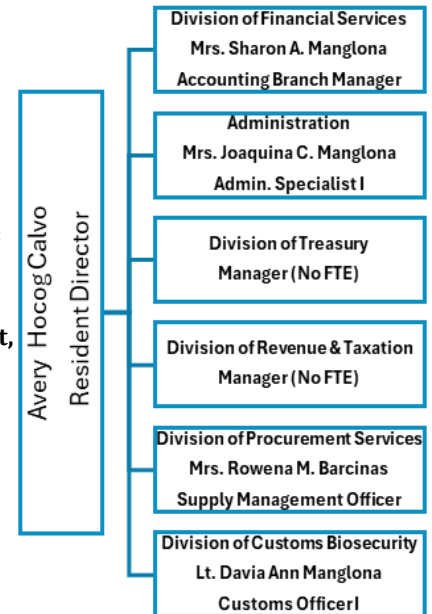 Avery Hocog Calvo
Resident Director
t,
Division of Financial Services
Mrs. Sharon A. Manglona
Accounting Branch Manager
Administration
Mrs. Joaquina C. Manglona
Admin. Specialist I
Division of Treasury
Manager (No FTE)
Division of Revenue & Taxation
Manager (No FTE)
Division of Procurement Services
Mrs. Rowena M. Barcinas
Supply Management Officer
Division of Customs Biosecurity
Lt. Davia Ann Manglona
Customs Officer I